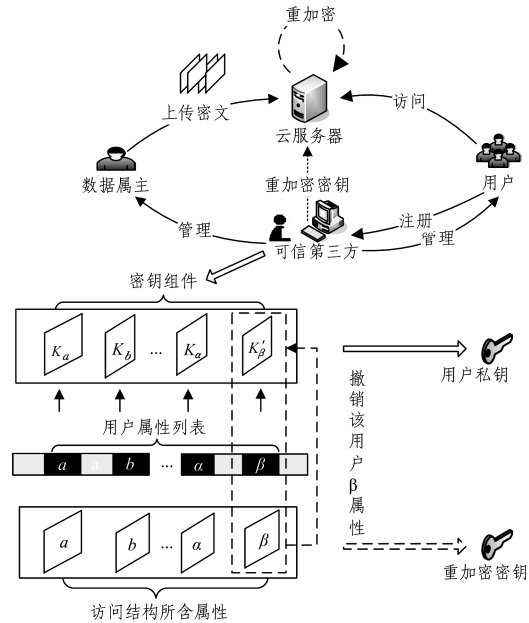 重加密
上传密文
访问
云服务器
数据属主
重加密密钥
用户
管理
注册
管理
可信第三方
密钥组件
K_a K_b ... K_α K'_β
用户私钥
撤销该用户β属性
用户属性列表
a a b ... α β
a b ... α β
重加密密钥
访问结构所含属性